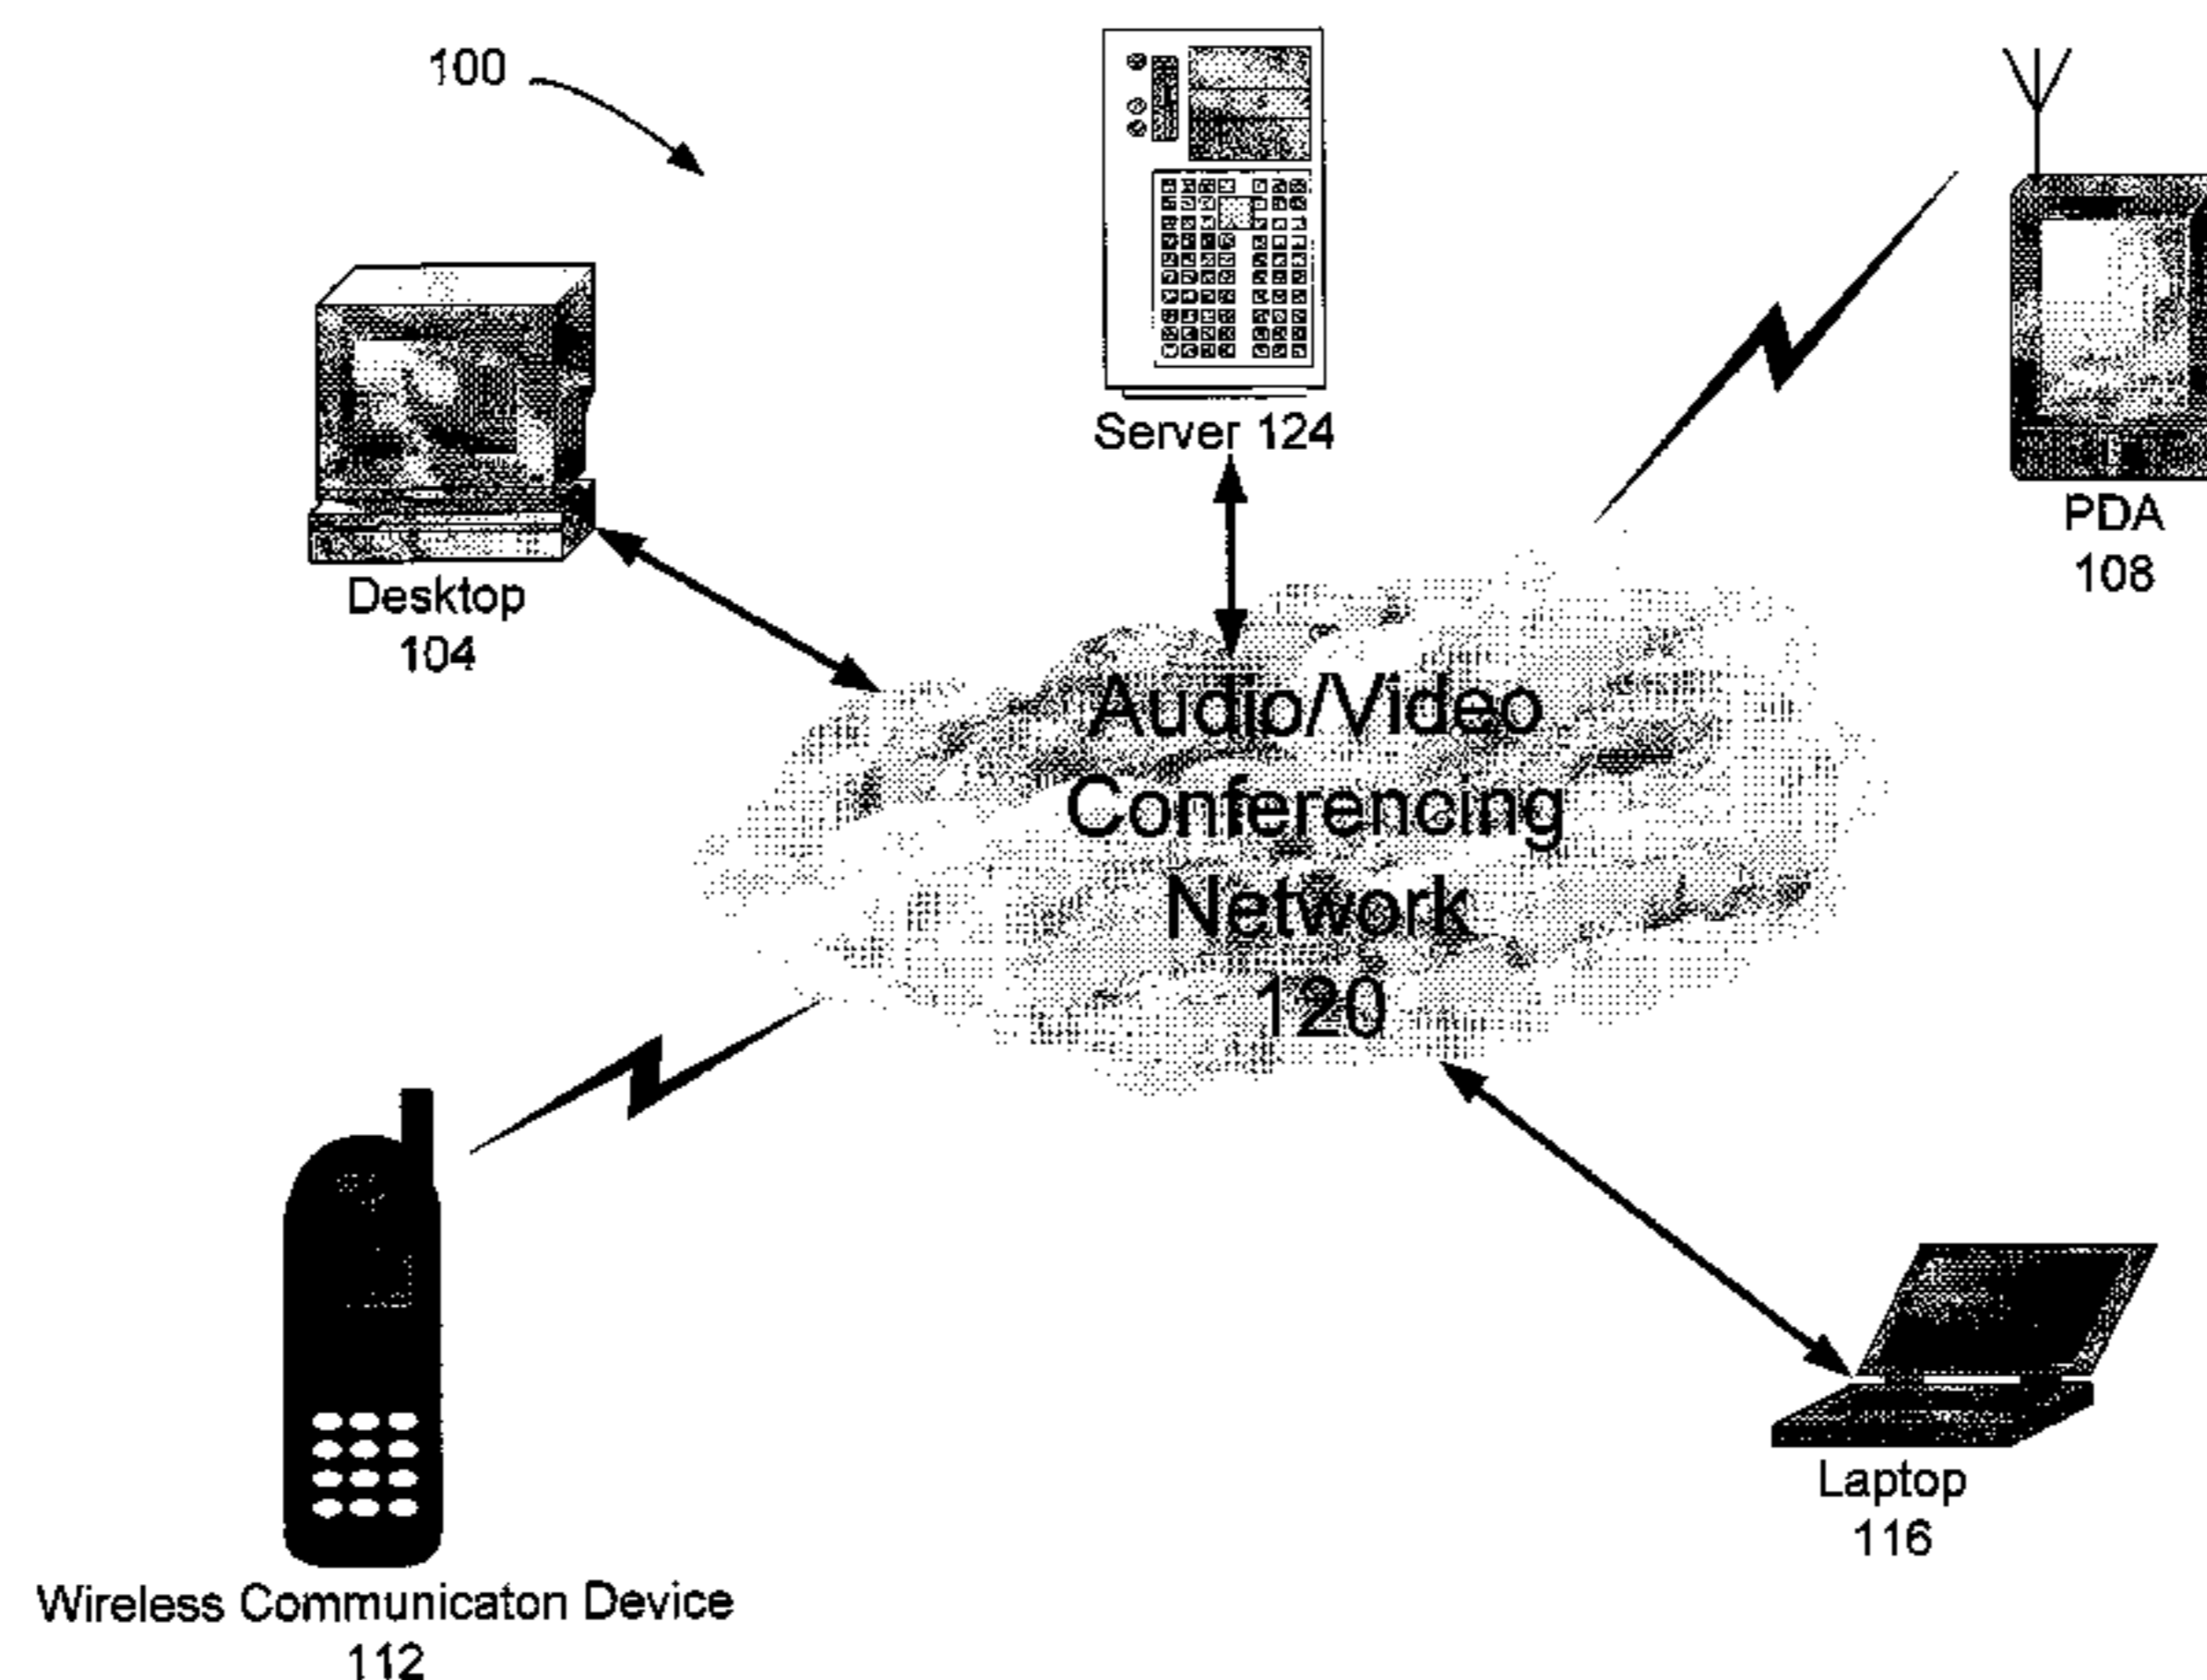 100
Server 124
Desktop
104
PDA
108
Audio/Video
Conferencing
Network
120
Laptop
116
Wireless Communicaton Device
112